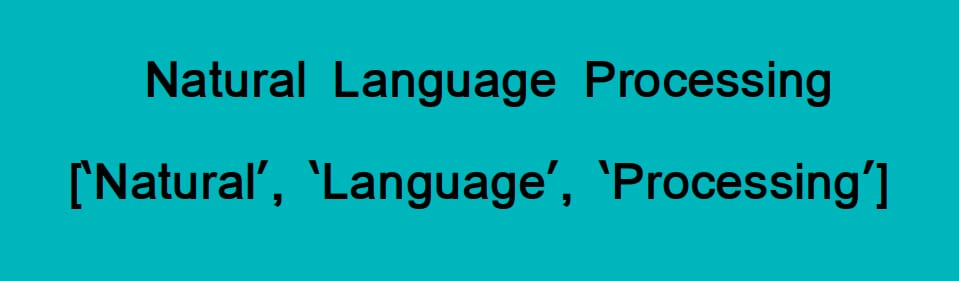 Natural Language Processing
[‘Natural’, ‘Language’, ‘Processing’]